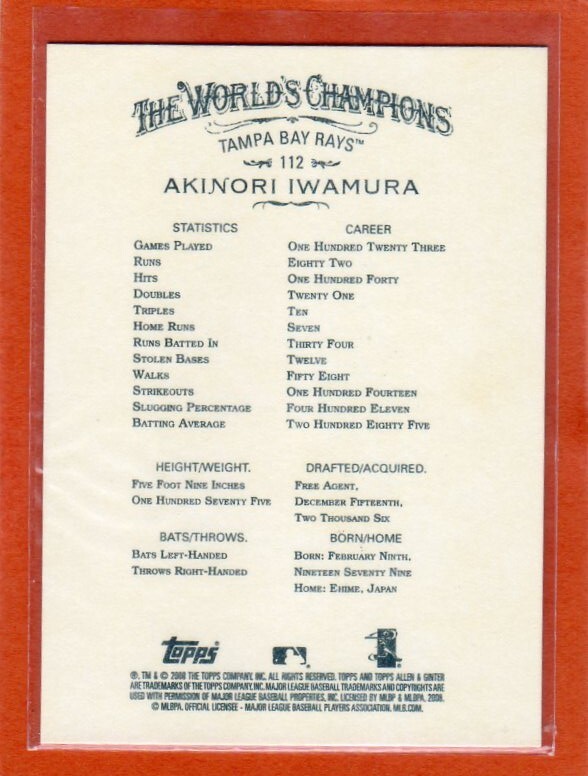 THE WORLD'S CHAMPIONS
TAMPA BAY RAYS™
112
AKINORI IWAMURA
STATISTICS CAREER
GAMES PLAYED ONE HUNDRED TWENTY THREE
RUNS EIGHTY TWO
HITS ONE HUNDRED FORTY
DOUBLES TWENTY ONE
TRIPLES TEN
HOME RUNS SEVEN
RUNS BATTED IN THIRTY FOUR
STOLEN BASES TWELVE
WALKS FIFTY EIGHT
STRIKEOUTS ONE HUNDRED FOURTEEN
SLUGGING PERCENTAGE FOUR HUNDRED ELEVEN
BATTING AVERAGE TWO HUNDRED EIGHTY FIVE
HEIGHT/WEIGHT.
FIVE FOOT NINE INCHES
ONE HUNDRED SEVENTY FIVE
DRAFTED/ACQUIRED.
FREE AGENT,
DECEMBER FIFTEENTH,
TWO THOUSAND SIX
BATS/THROWS.
BATS LEFT-HANDED
THROWS RIGHT-HANDED
BORN/HOME
BORN: FEBRUARY NINTH,
NINETEEN SEVENTY NINE
HOME: EHIME, JAPAN
Topps
®, TM & © 2008 THE TOPPS COMPANY, INC. ALL RIGHTS RESERVED. TOPPS AND TOPPS ALLEN & GINTER
ARE TRADEMARKS OF THE TOPPS COMPANY, INC. MAJOR LEAGUE BASEBALL TRADEMARKS AND COPYRIGHTS ARE
USED WITH PERMISSION OF MAJOR LEAGUE BASEBALL PROPERTIES, INC. LICENSED BY MLBP & MLBPA, 2008.
© MLBPA. OFFICIAL LICENSEE - MAJOR LEAGUE BASEBALL PLAYERS ASSOCIATION. MLB.COM.